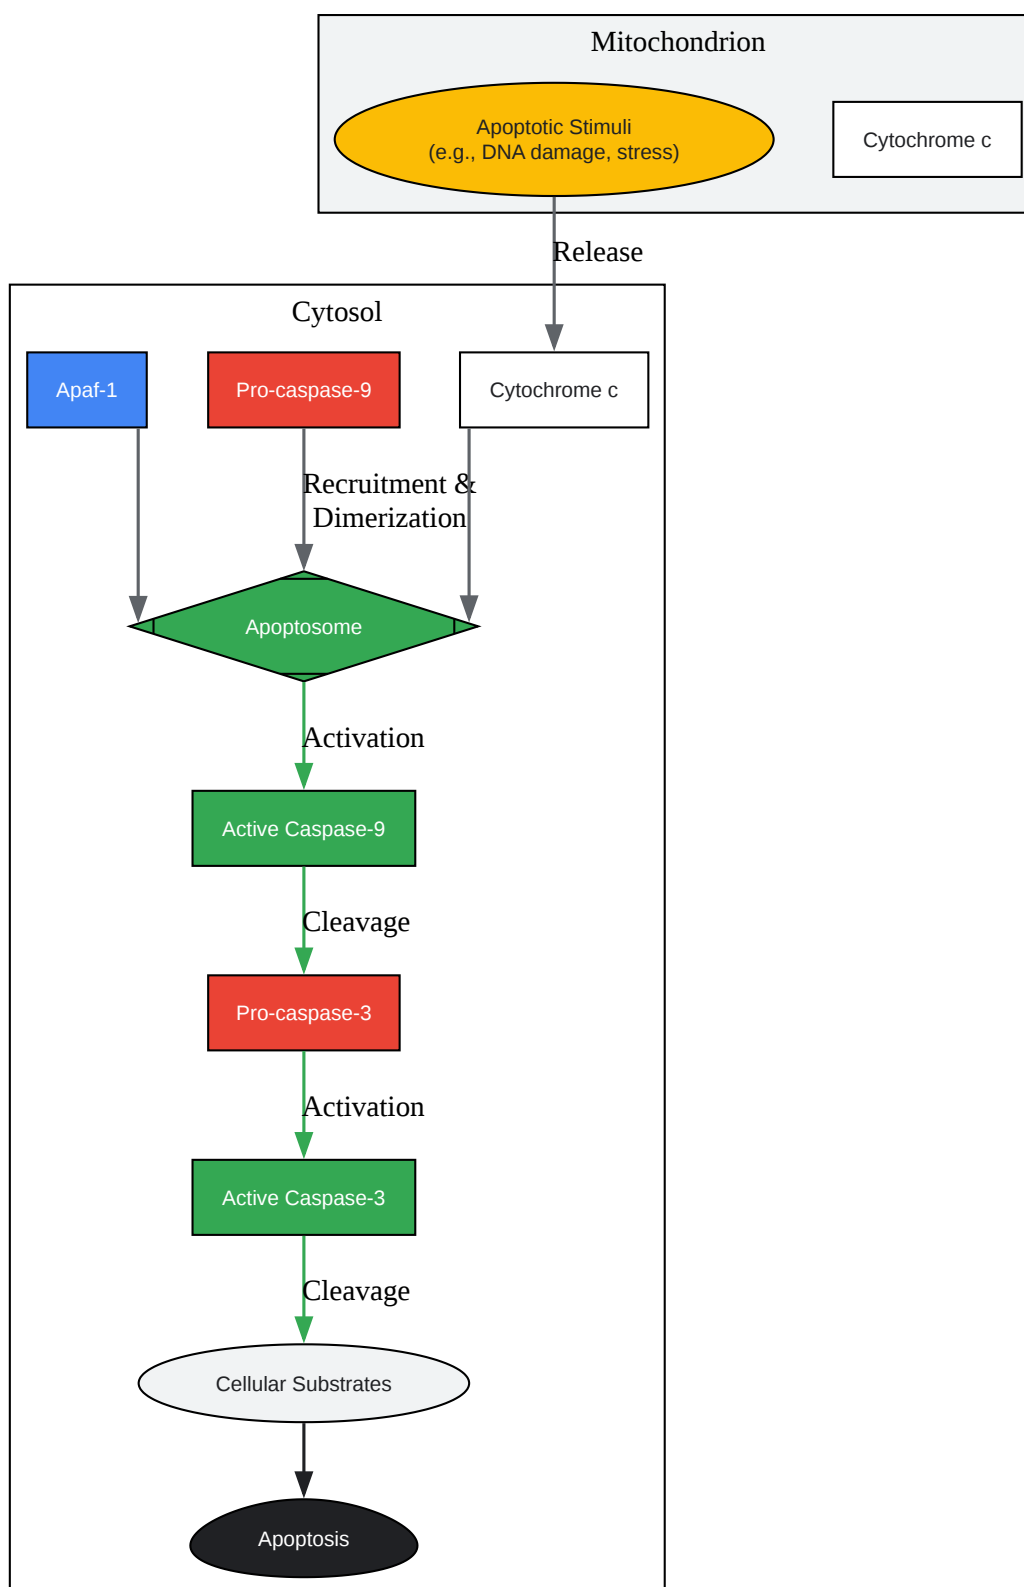 Mitochondrion
Apoptotic Stimuli
(e.g., DNA damage, stress)
Cytochrome c
Release
Cytosol
Apaf-1
Pro-caspase-9
Cytochrome c
Recruitment &
Dimerization
Apoptosome
Activation
Active Caspase-9
Cleavage
Pro-caspase-3
Activation
Active Caspase-3
Cleavage
Cellular Substrates
Apoptosis